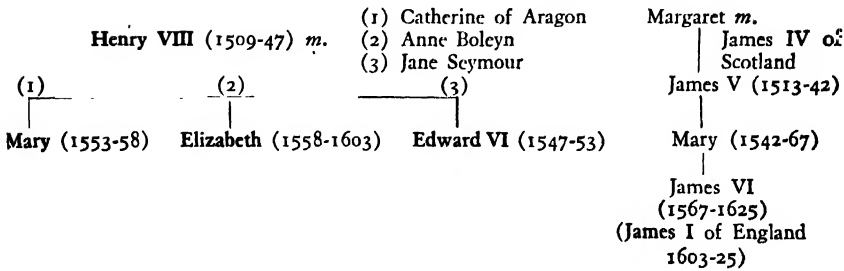 (1) Catherine of Aragon
Henry VIII (1509-47) m.
(2) Anne Boleyn
(3) Jane Seymour
(1) (2) (3)
Mary (1553-58) Elizabeth (1558-1603) Edward VI (1547-53)
Margaret m.
James IV of
Scotland
James V (1513-42)
Mary (1542-67)
James VI
(1567-1625)
(James I of England
1603-25)